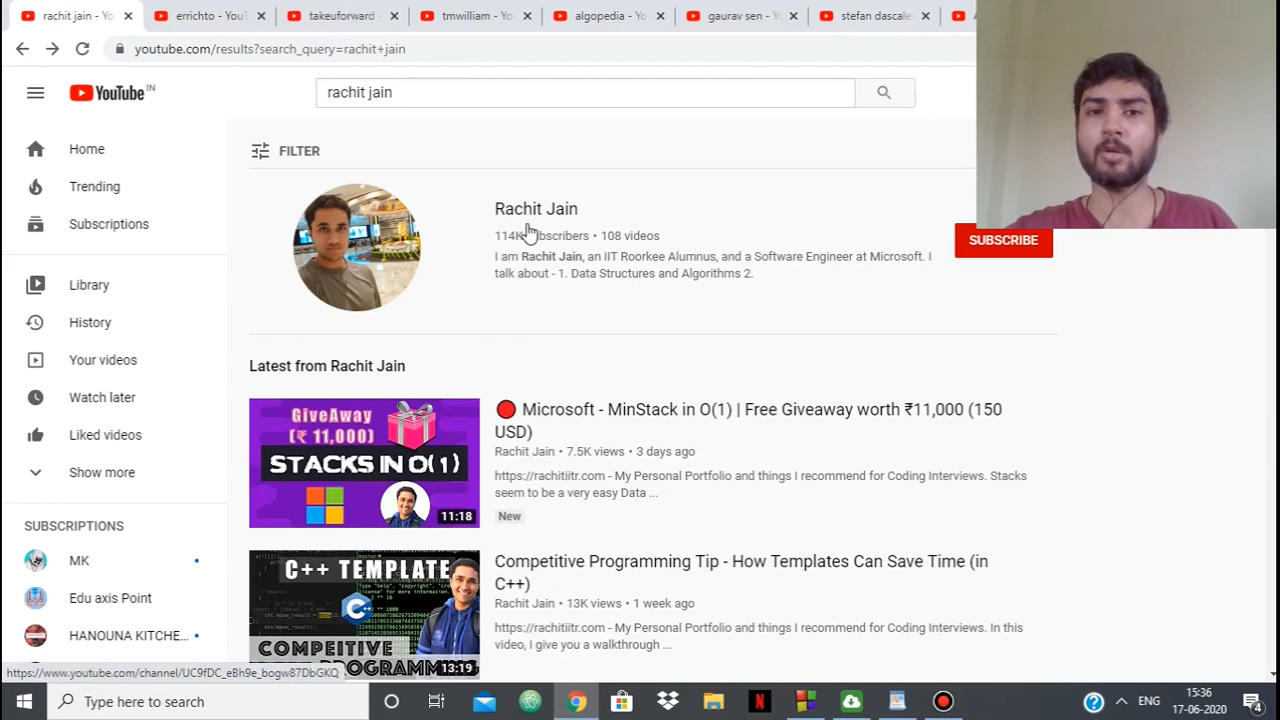 rachit jain - You
errichto - YouT
takeuforward -
tmwilliam - You
algopedia - You
gaurav sen - You
stefan dascale
youtube.com/results?search_query=rachit+jain
YouTube IN
rachit jain
Home
Trending
Subscriptions
Library
History
Your videos
Watch later
Liked videos
Show more
SUBSCRIPTIONS
MK
Edu axis Point
HANOUNA KITCHE...
FILTER
Rachit Jain
114K subscribers • 108 videos
I am Rachit Jain, an IIT Roorkee Alumnus, and a Software Engineer at Microsoft. I
talk about - 1. Data Structures and Algorithms 2.
SUBSCRIBE
Latest from Rachit Jain
GIVEAWAY
(₹ 11,000)
STACKS IN O(1)
11:18
Microsoft - MinStack in O(1) | Free Giveaway worth ₹11,000 (150
USD)
Rachit Jain • 7.5K views • 3 days ago
https://rachitiitr.com - My Personal Portfolio and things I recommend for Coding Interviews. Stacks
seem to be a very easy Data ...
New
C++ TEMPLATE
COMPEITIVE
PROGRAMM
13:19
Competitive Programming Tip - How Templates Can Save Time (in
C++)
Rachit Jain • 13K views • 1 week ago
https://rachitiitr.com - My Personal Portfolio and things I recommend for Coding Interviews. In this
video, I give you a walkthrough ...
https://www.youtube.com/channel/UC9fDC_eBh9e_bogw87DbGKQ
Type here to search
ENG
15:36
17-06-2020
4